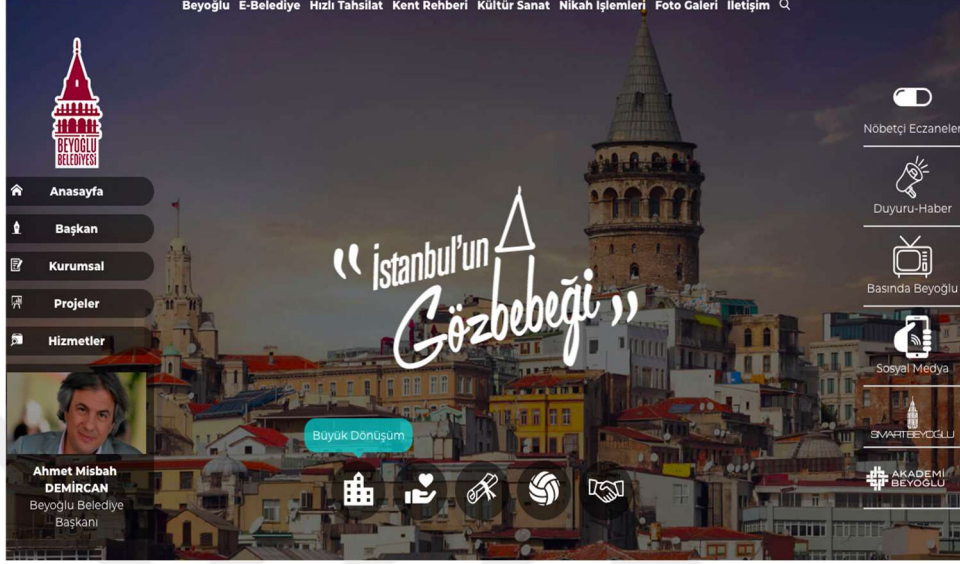 Beyoğlu E-Belediye Hızlı Tahsilat Kent Rehberi Kültür Sanat Nikah İşlemleri Foto Galeri İletişim
BEYOĞLU
BELEDİYESİ
Anasayfa
Başkan
Kurumsal
Projeler
Hizmetler
Ahmet Misbah
DEMİRCAN
Beyoğlu Belediye
Başkanı
“ İstanbul'un
Gözbebeği ”
Büyük Dönüşüm
Nöbetçi Eczaneler
Duyuru-Haber
Basında Beyoğlu
Sosyal Medya
SMARTBEYOĞLU
AKADEMİ
BEYOĞLU